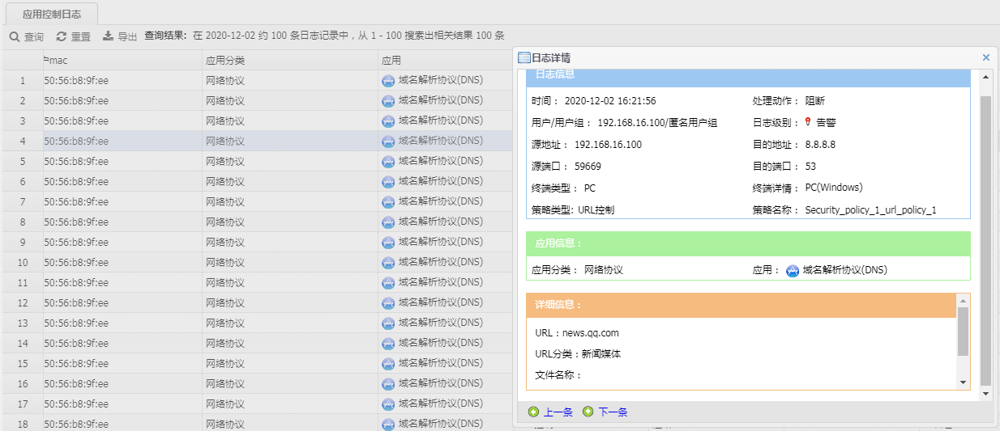 应用控制日志
查询 重置 导出 查询结果: 在 2020-12-02 约 100 条日志记录中，从 1 - 100 搜索出相关结果 100 条
mac 应用分类 应用
1 50:56:b8:9f:ee 网络协议 域名解析协议(DNS)
2 50:56:b8:9f:ee 网络协议 域名解析协议(DNS)
3 50:56:b8:9f:ee 网络协议 域名解析协议(DNS)
4 50:56:b8:9f:ee 网络协议 域名解析协议(DNS)
5 50:56:b8:9f:ee 网络协议 域名解析协议(DNS)
6 50:56:b8:9f:ee 网络协议 域名解析协议(DNS)
7 50:56:b8:9f:ee 网络协议 域名解析协议(DNS)
8 50:56:b8:9f:ee 网络协议 域名解析协议(DNS)
9 50:56:b8:9f:ee 网络协议 域名解析协议(DNS)
10 50:56:b8:9f:ee 网络协议 域名解析协议(DNS)
11 50:56:b8:9f:ee 网络协议 域名解析协议(DNS)
12 50:56:b8:9f:ee 网络协议 域名解析协议(DNS)
13 50:56:b8:9f:ee 网络协议 域名解析协议(DNS)
14 50:56:b8:9f:ee 网络协议 域名解析协议(DNS)
15 50:56:b8:9f:ee 网络协议 域名解析协议(DNS)
16 50:56:b8:9f:ee 网络协议 域名解析协议(DNS)
17 50:56:b8:9f:ee 网络协议 域名解析协议(DNS)
18 50:56:b8:9f:ee 网络协议 域名解析协议(DNS)
日志详情
日志信息
时间： 2020-12-02 16:21:56 处理动作： 阻断
用户/用户组： 192.168.16.100/匿名用户组 日志级别： 告警
源地址： 192.168.16.100 目的地址： 8.8.8.8
源端口： 59669 目的端口： 53
终端类型： PC 终端详情： PC(Windows)
策略类型: URL控制 策略名称： Security_policy_1_url_policy_1
应用信息：
应用分类： 网络协议 应用： 域名解析协议(DNS)
详细信息：
URL：news.qq.com
URL分类：新闻媒体
文件名称：
上一条 下一条